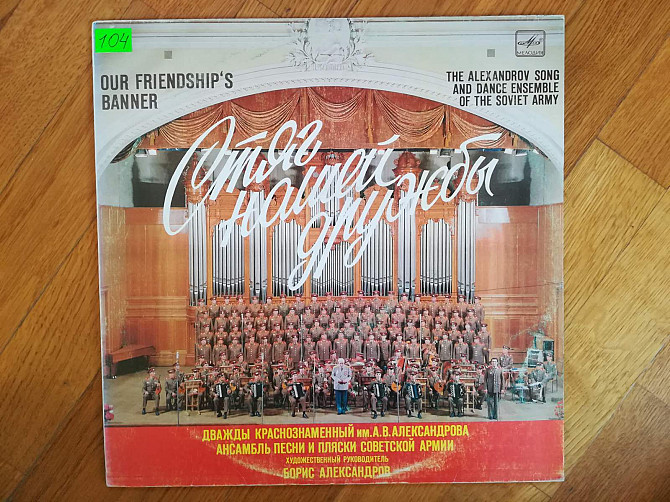 104
МЕЛОДИЯ
OUR FRIENDSHIP'S
BANNER
THE ALEXANDROV SONG
AND DANCE ENSEMBLE
OF THE SOVIET ARMY
Стяг
нашей
дружбы
ДВАЖДЫ КРАСНОЗНАМЕННЫЙ ИМ. А.В.АЛЕКСАНДРОВА
АНСАМБЛЬ ПЕСНИ И ПЛЯСКИ СОВЕТСКОЙ АРМИИ
ХУДОЖЕСТВЕННЫЙ РУКОВОДИТЕЛЬ
БОРИС АЛЕКСАНДРОВ